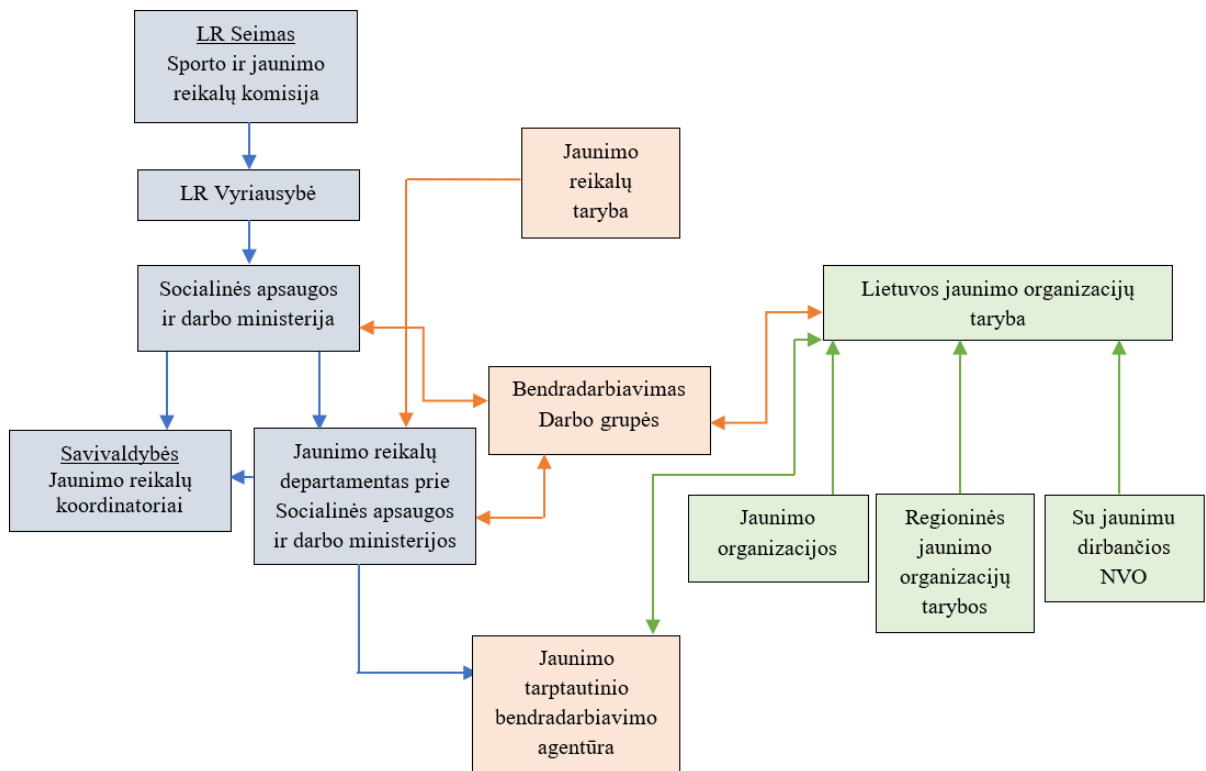 LR Seimas
Sporto ir jaunimo
reikalų komisija
Jaunimo
reikalų
taryba
LR Vyriausybė
Socialinės apsaugos
ir darbo ministerija
Lietuvos jaunimo organizacijų
taryba
Bendradarbiavimas
Darbo grupės
Savivaldybės
Jaunimo reikalų
koordinatoriai
Jaunimo reikalų
departamentas prie
Socialinės apsaugos
ir darbo ministerijos
Jaunimo
organizacijos
Regioninės
jaunimo
organizacijų
tarybos
Su jaunimu
dirbančios
NVO
Jaunimo
tarptautinio
bendradarbiavimo
agentūra